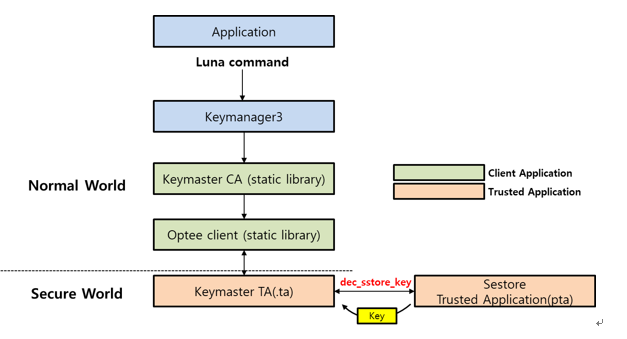 Application
Luna command
Keymanager3
Keymaster CA (static library)
Normal World
Client Application
Trusted Application
Optee client (static library)
Secure World
Keymaster TA(.ta)
dec_sstore_key
Sestore
Trusted Application(pta)
Key